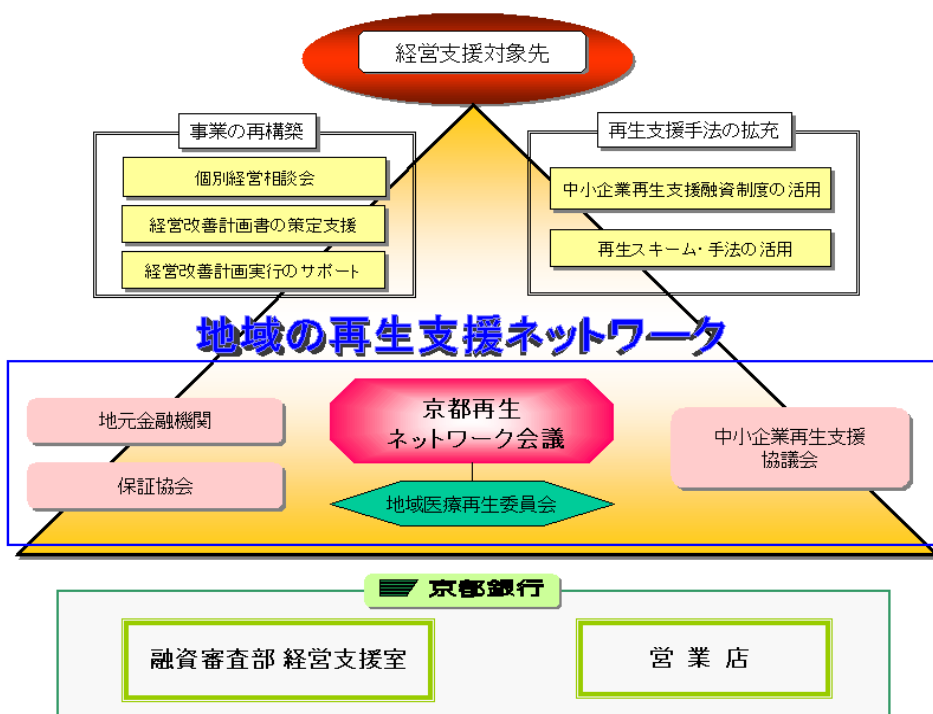 経営支援対象先
事業の再構築
個別経営相談会
経営改善計画書の策定支援
経営改善計画実行のサポート
再生支援手法の拡充
中小企業再生支援融資制度の活用
再生スキーム・手法の活用
地域の再生支援ネットワーク
地元金融機関
保証協会
京都再生
ネットワーク会議
地域医療再生委員会
中小企業再生支援
協議会
京都銀行
融資審査部 経営支援室
営 業 店